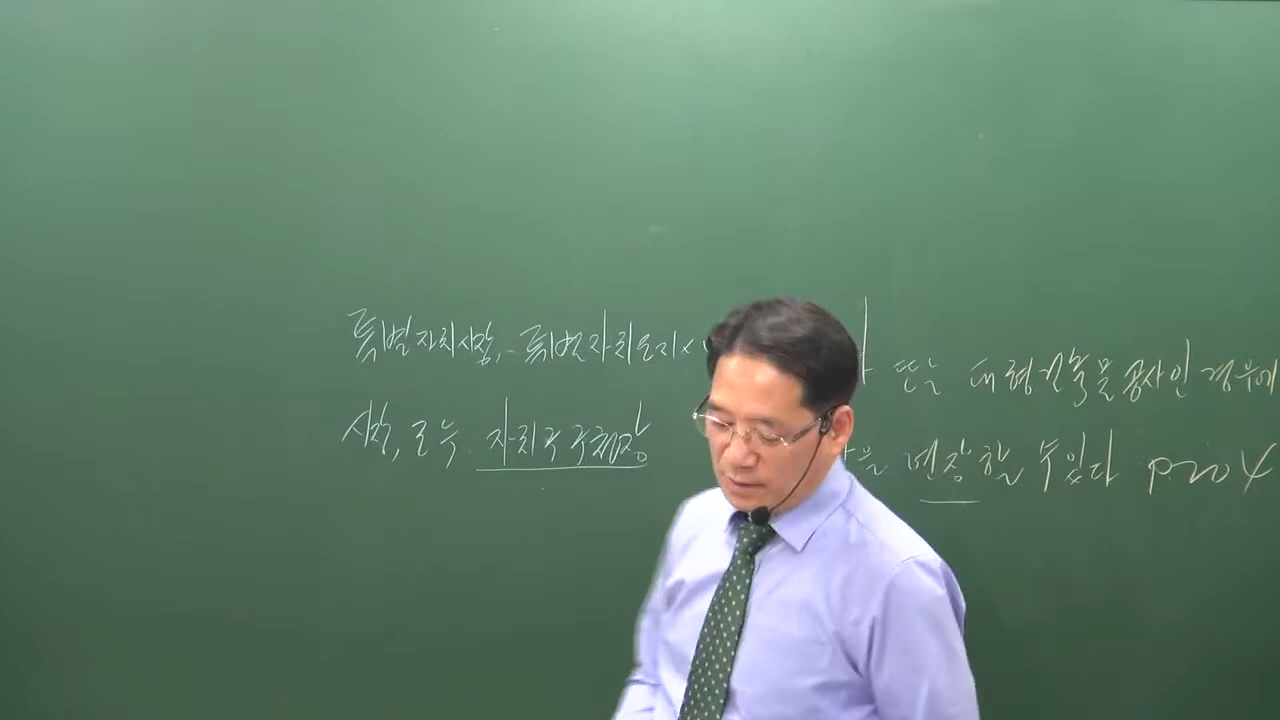 특별자치시장, 특별자치도지사
시장, 군수 자치구 구청장
또는 대형건축물 공사인 경우에
을 연장할 수 있다 P.204